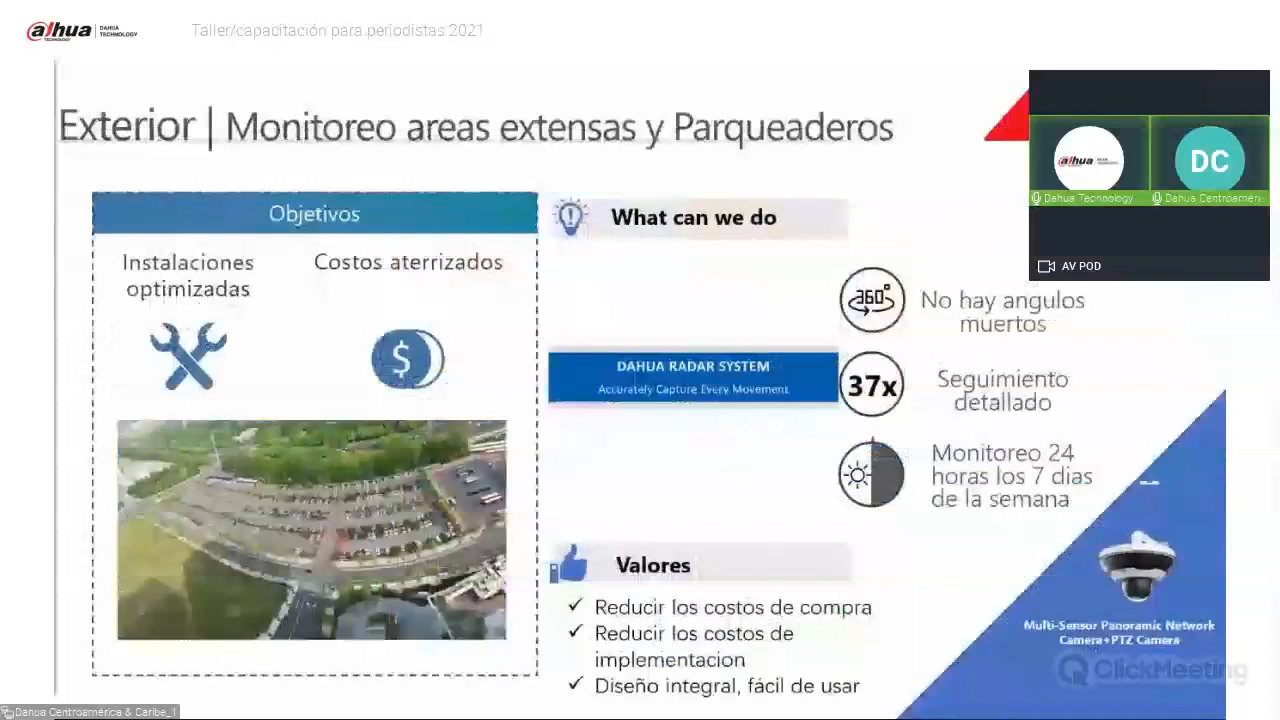 alhua
TECHNOLOGY
DAHUA
TECHNOLOGY
Taller/capacitación para periodistas 2021
Exterior | Monitoreo areas extensas y Parqueaderos
Objetivos
Instalaciones
optimizadas
Costos aterrizados
$
What can we do
DAHUA RADAR SYSTEM
Accurately Capture Every Movement
360°
No hay angulos
muertos
37x
Seguimiento
detallado
Monitoreo 24
horas los 7 dias
de la semana
Valores
✓ Reducir los costos de compra
✓ Reducir los costos de
implementacion
✓ Diseño integral, fácil de usar
Multi-Sensor Panoramic Network
Camera+PTZ Camera
ClickMeeting
alhua
DC
Dahua Technology
Dahua Centroaméri
AV POD
Dahua Centroamérica & Caribe_1